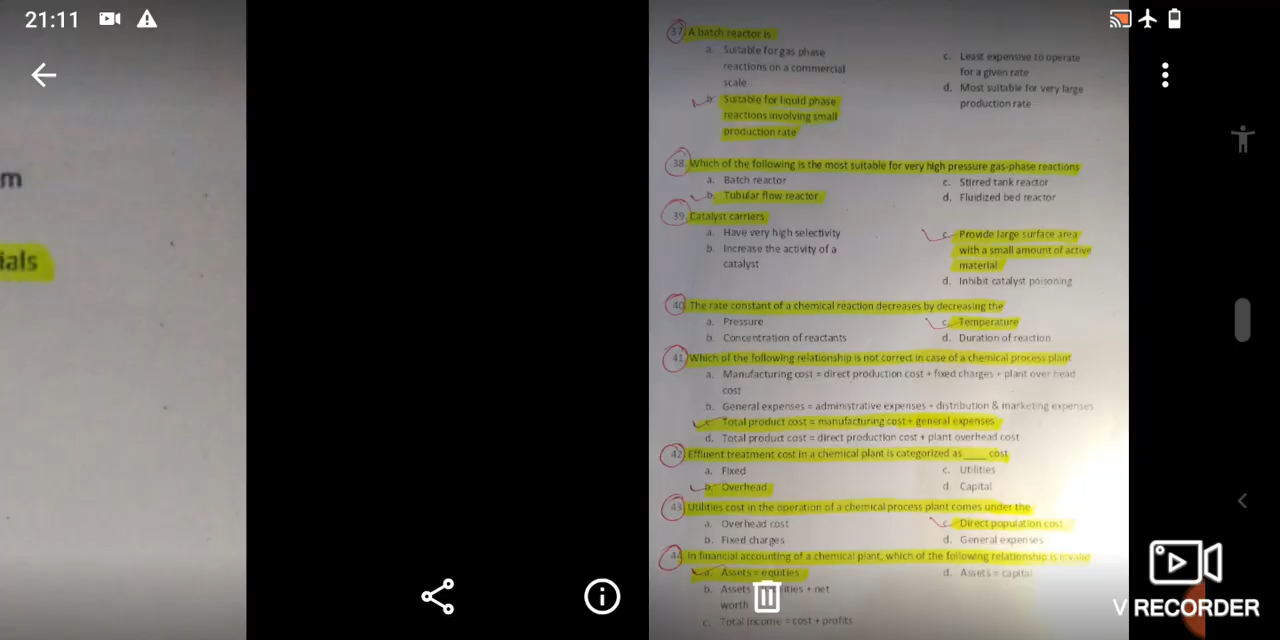 21:11
m
ials
37. A batch reactor is
a. Suitable for gas phase
reactions on a commercial
scale
b. Suitable for liquid phase
reactions involving small
production rate
c. Least expensive to operate
for a given rate
d. Most suitable for very large
production rate
38. Which of the following is the most suitable for very high pressure gas-phase reactions
a. Batch reactor
b. Tubular flow reactor
c. Stirred tank reactor
d. Fluidized bed reactor
39. Catalyst carriers
a. Have very high selectivity
b. Increase the activity of a
catalyst
c. Provide large surface area
with a small amount of active
material
d. Inhibit catalyst poisoning
40. The rate constant of a chemical reaction decreases by decreasing the
a. Pressure
b. Concentration of reactants
c. Temperature
d. Duration of reaction
41. Which of the following relationship is not correct in case of a chemical process plant
a. Manufacturing cost = direct production cost + fixed charges + plant over head
cost
b. General expenses = administrative expenses + distribution & marketing expenses
c. Total product cost = manufacturing cost + general expenses
d. Total product cost = direct production cost + plant overhead cost
42. Effluent treatment cost in a chemical plant is categorized as ____ cost
a. Fixed
b. Overhead
c. Utilities
d. Capital
43. Utilities cost in the operation of a chemical process plant comes under the
a. Overhead cost
b. Fixed charges
c. Direct population cost
d. General expenses
44. In financial accounting of a chemical plant, which of the following relationship is invalid
a. Assets = equities
b. Assets ities + net
worth
c. Total Income = cost + profits
d. Assets = capital
V RECORDER